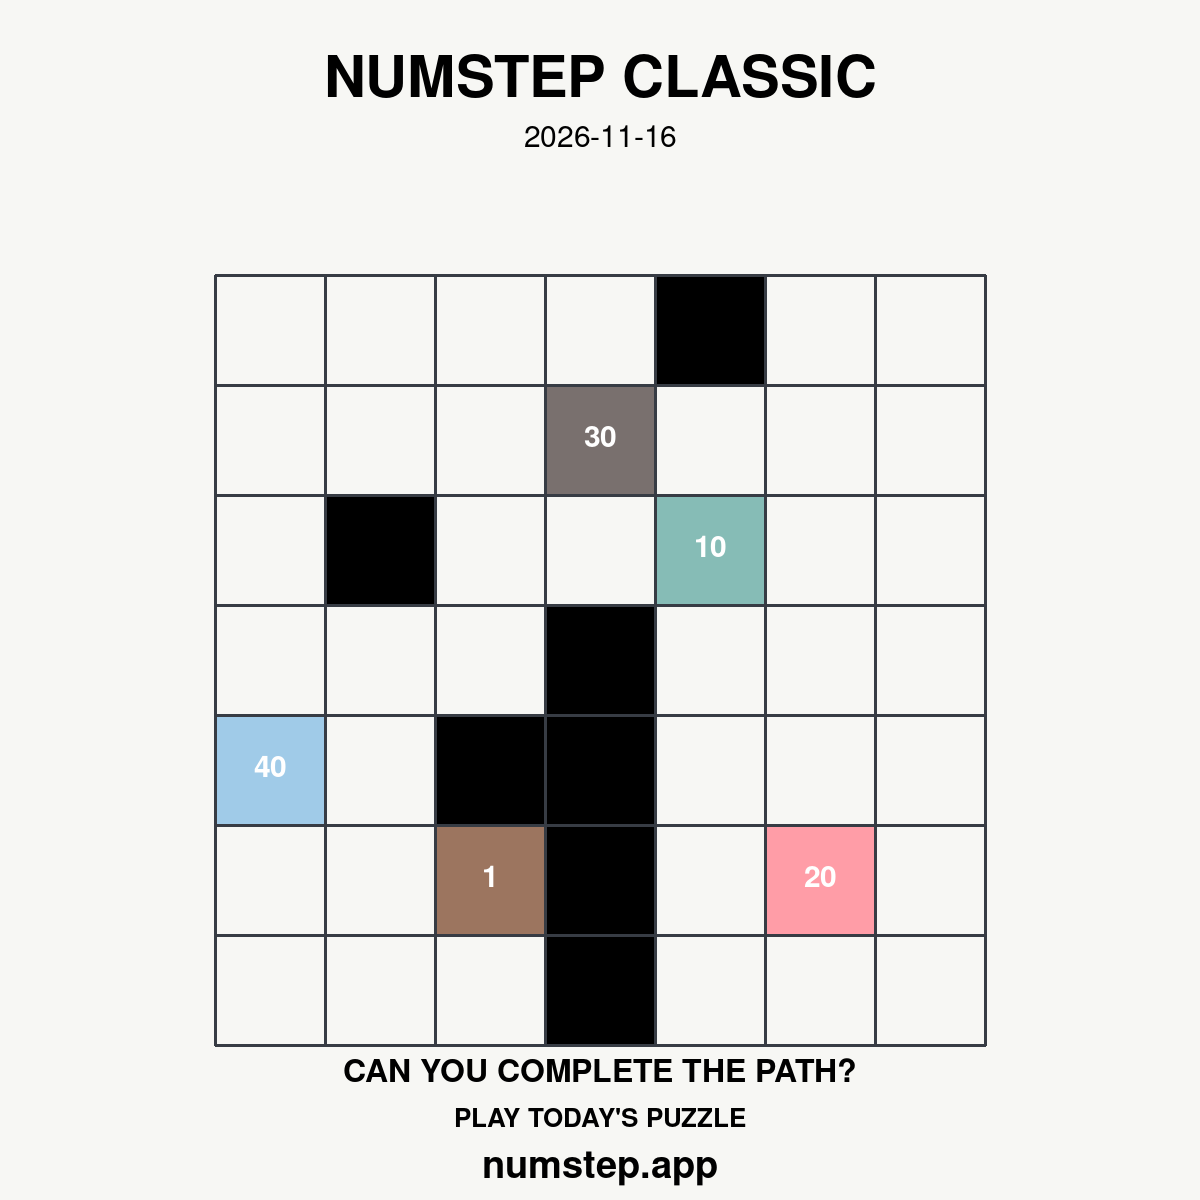 NUMSTEP CLASSIC
2026-11-16
30
10
40
1 20
CAN YOU COMPLETE THE PATH?
PLAY TODAY'S PUZZLE
numstep.app